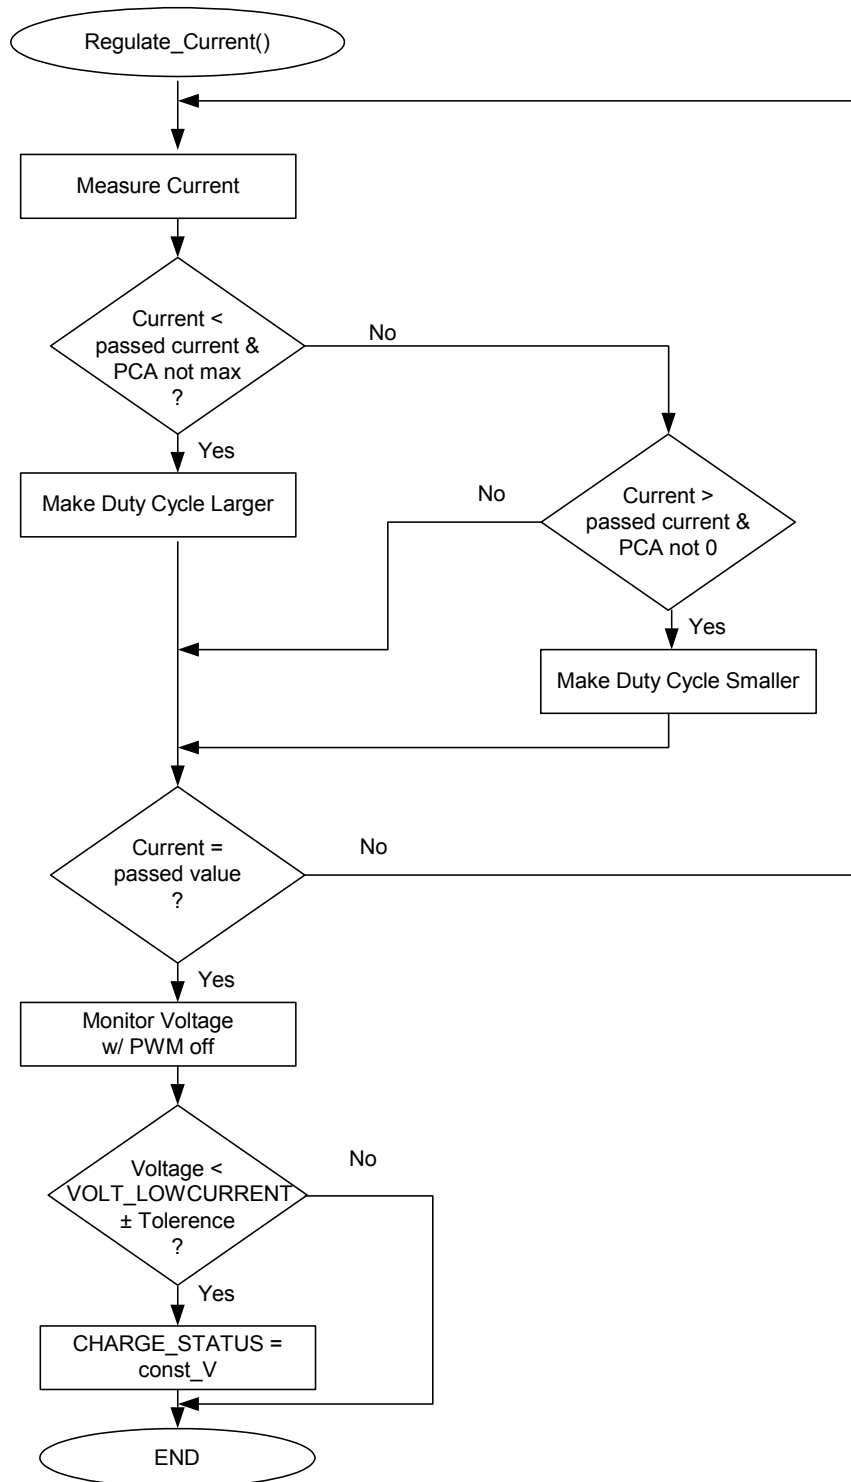 Regulate_Current()
Measure Current
Current <
passed current &
PCA not max
?
No
Yes
Make Duty Cycle Larger
No
Current >
passed current &
PCA not 0
Yes
Make Duty Cycle Smaller
Current =
passed value
?
No
Yes
Monitor Voltage
w/ PWM off
Voltage <
VOLT_LOWCURRENT
± Tolerence
?
No
Yes
CHARGE_STATUS =
const_V
END